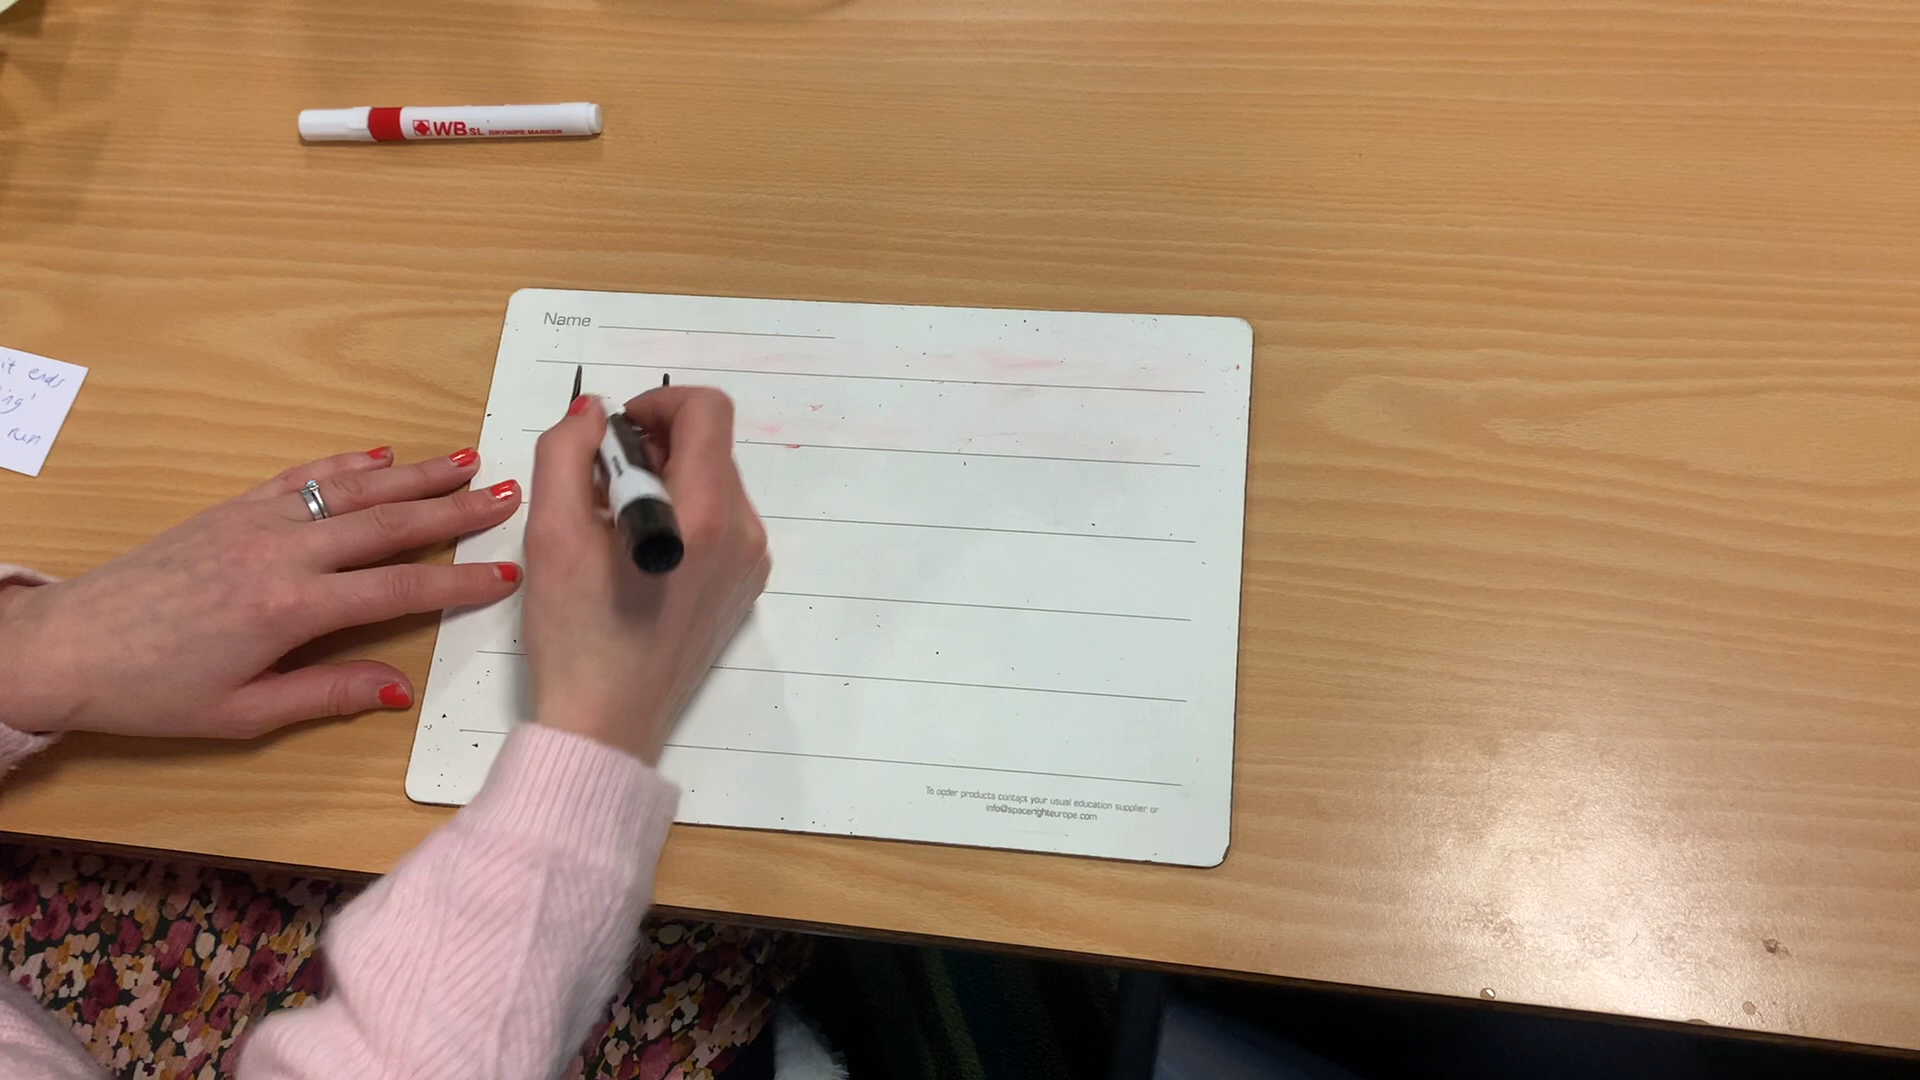 WB SL DRYWIPE MARKER
Name
it ends
ing'
run
To order products contact your usual education supplier or
info@spacerighteurope.com